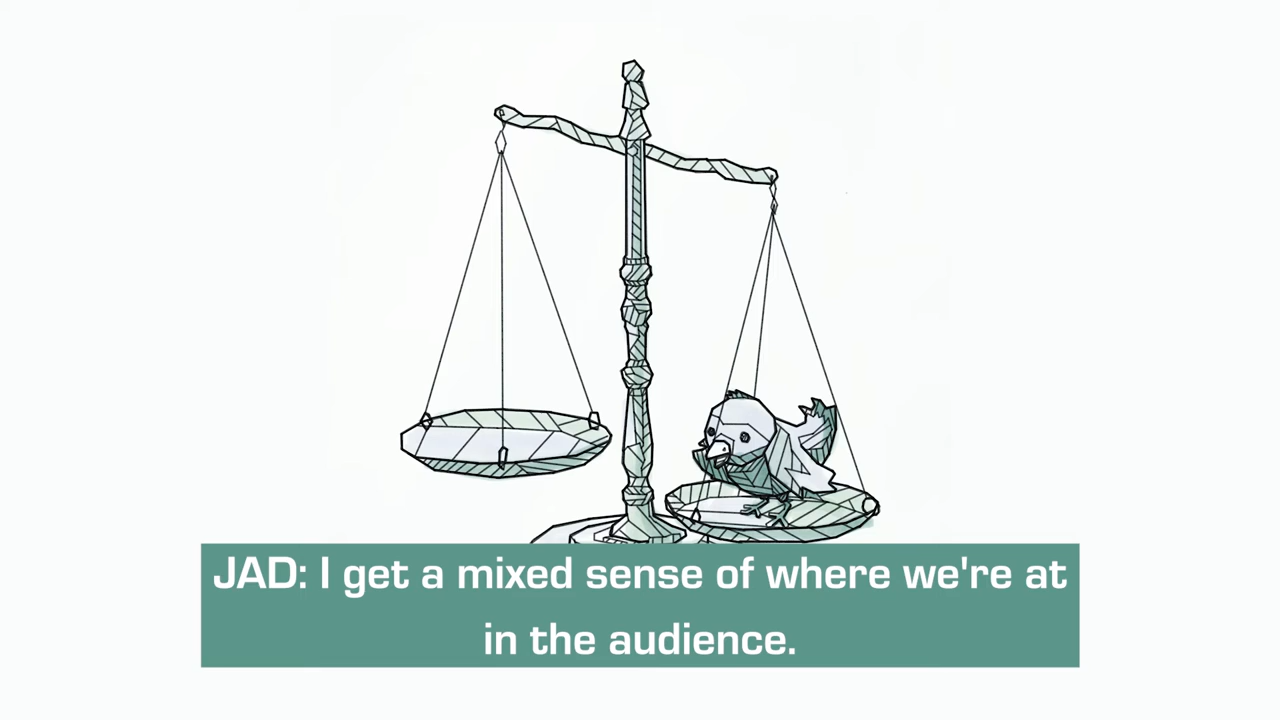 JAD: I get a mixed sense of where we're at
in the audience.